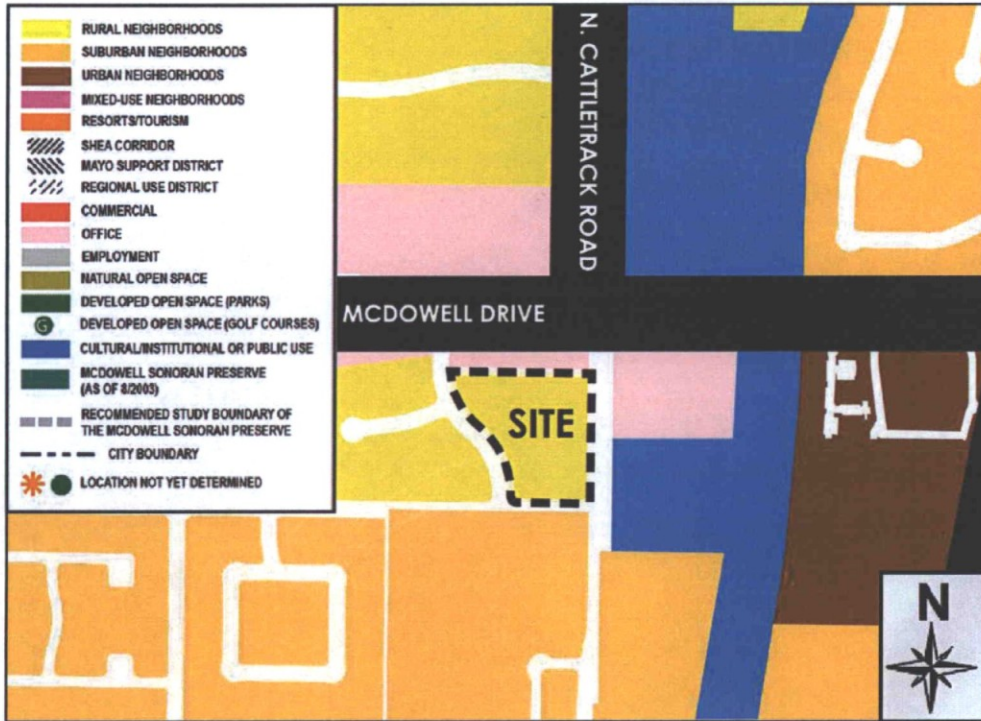 RURAL NEIGHBORHOODS
SUBURBAN NEIGHBORHOODS
URBAN NEIGHBORHOODS
MIXED-USE NEIGHBORHOODS
RESORTS/TOURISM
SHEA CORRIDOR
MAYO SUPPORT DISTRICT
REGIONAL USE DISTRICT
COMMERCIAL
OFFICE
EMPLOYMENT
NATURAL OPEN SPACE
DEVELOPED OPEN SPACE (PARKS)
G DEVELOPED OPEN SPACE (GOLF COURSES)
CULTURAL/INSTITUTIONAL OR PUBLIC USE
MCDOWELL SONORAN PRESERVE
(AS OF 8/2003)
RECOMMENDED STUDY BOUNDARY OF
THE MCDOWELL SONORAN PRESERVE
CITY BOUNDARY
LOCATION NOT YET DETERMINED
N. CATTLETRACK ROAD
MCDOWELL DRIVE
SITE
N